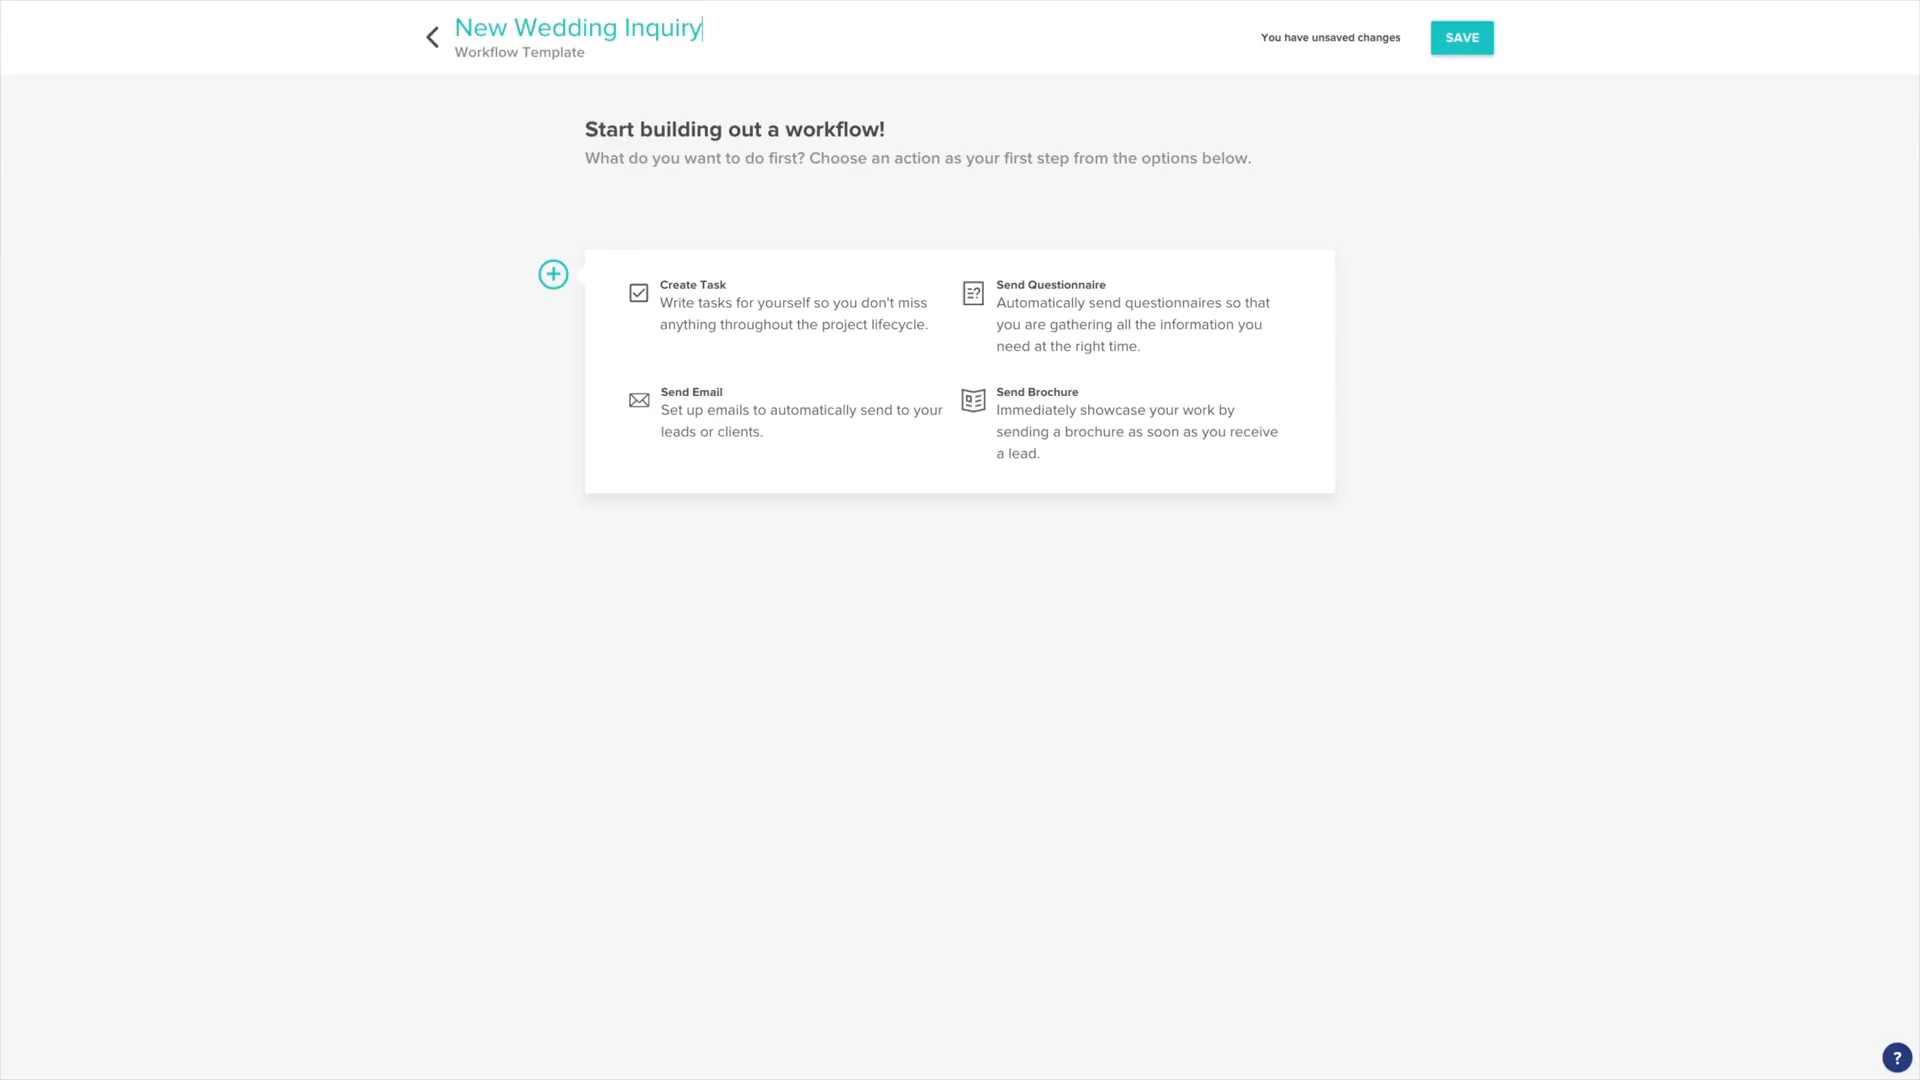 New Wedding Inquiry
Workflow Template
You have unsaved changes
SAVE
Start building out a workflow!
What do you want to do first? Choose an action as your first step from the options below.
Create Task
Write tasks for yourself so you don't miss
anything throughout the project lifecycle.
Send Questionnaire
Automatically send questionnaires so that
you are gathering all the information you
need at the right time.
Send Email
Set up emails to automatically send to your
leads or clients.
Send Brochure
Immediately showcase your work by
sending a brochure as soon as you receive
a lead.
?